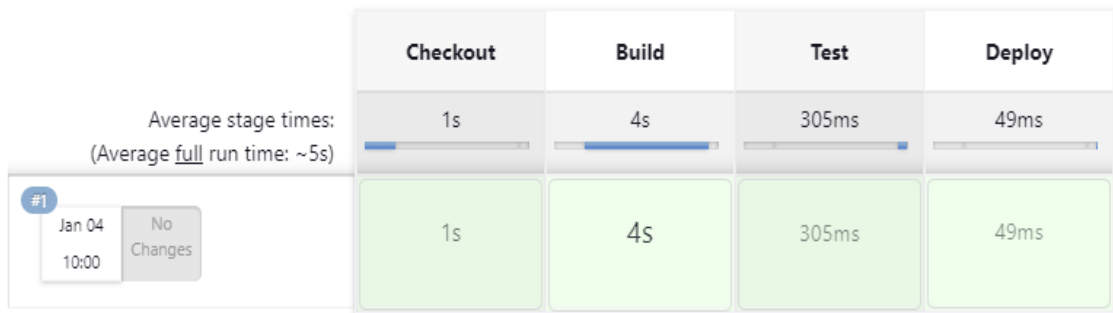 Checkout Build Test Deploy
Average stage times: 1s 4s 305ms 49ms
(Average full run time: ~5s)
#1
Jan 04 No
Changes
10:00
1s 4s 305ms 49ms